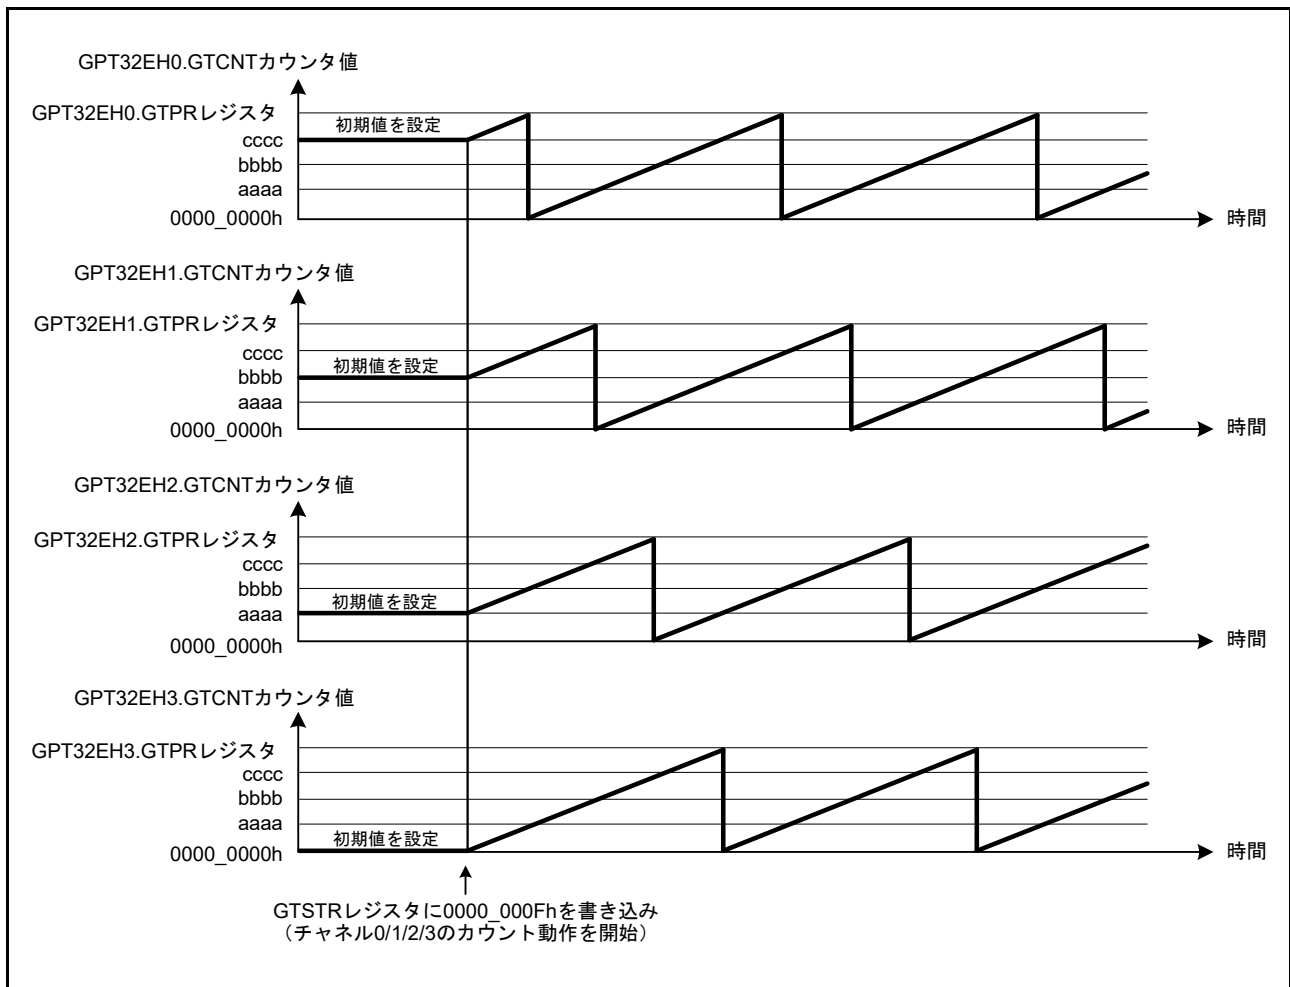 GPT32EH0.GTCNTカウンタ値
GPT32EH0.GTPRレジスタ
初期値を設定
cccc
bbbb
aaaa
0000_0000h
時間
GPT32EH1.GTCNTカウンタ値
GPT32EH1.GTPRレジスタ
cccc
初期値を設定
bbbb
aaaa
0000_0000h
時間
GPT32EH2.GTCNTカウンタ値
GPT32EH2.GTPRレジスタ
cccc
bbbb
初期値を設定
aaaa
0000_0000h
時間
GPT32EH3.GTCNTカウンタ値
GPT32EH3.GTPRレジスタ
cccc
bbbb
aaaa
初期値を設定
0000_0000h
時間
GTSTRレジスタに0000_000Fhを書き込み
（チャネル0/1/2/3のカウント動作を開始）